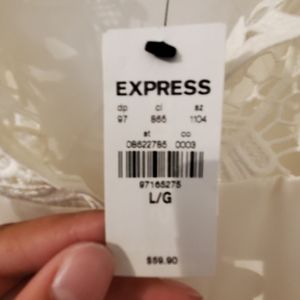 EXPRESS
dp cl sz
97 865 1104
st co
08622785 0003
97165275
L/G
$59.90